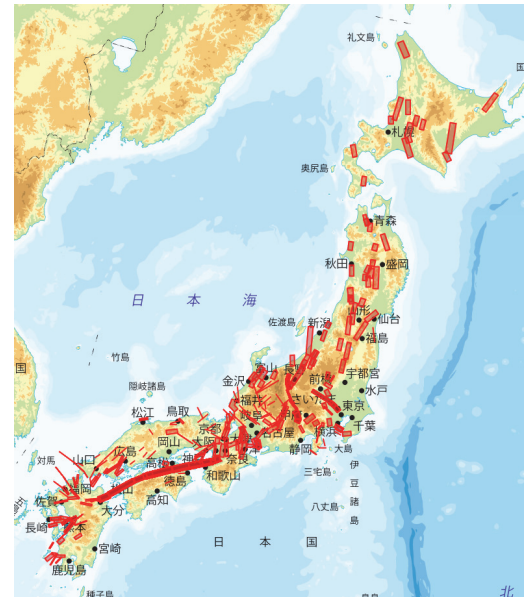 礼文島
国
札幌
奥尻島
青森
秋田
盛岡
日 本 海
佐渡島
新潟
山形
仙台
福島
竹島
国
金沢
富山
長野
前橋
宇都宮
水戸
隠岐諸島
福井
さいたま
東京
松江
鳥取
京都
岐阜
甲府
千葉
岡山
大阪
名古屋
横浜
大島
対馬
山口
広島
高松
神戸
奈良
津
静岡
伊豆諸島
福岡
松山
徳島
和歌山
三宅島
佐賀
大分
高知
八丈島
長崎
熊本
宮崎
日 本 国
鹿児島
種子島
北